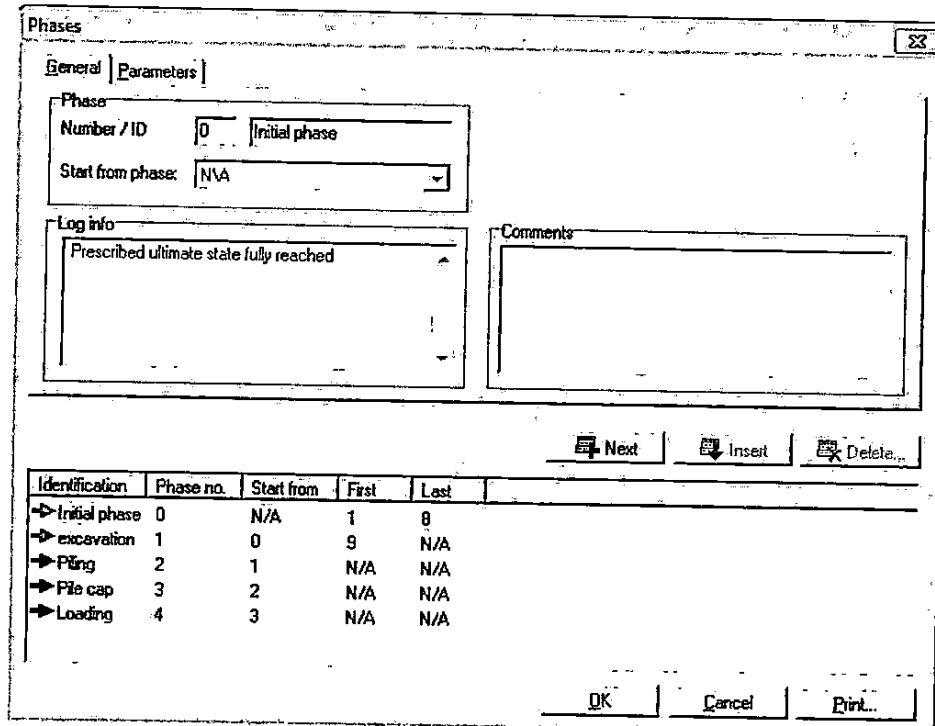 Phases
General Parameters
Phase
Number / ID 0 Initial phase
Start from phase: N\A
Log info
Prescribed ultimate state fully reached
Comments
Next Insert Delete...
Identification Phase no. Start from First Last
Initial phase 0 N/A 1 8
excavation 1 0 9 N/A
Piling 2 1 N/A N/A
Pile cap 3 2 N/A N/A
Loading 4 3 N/A N/A
OK Cancel Print...